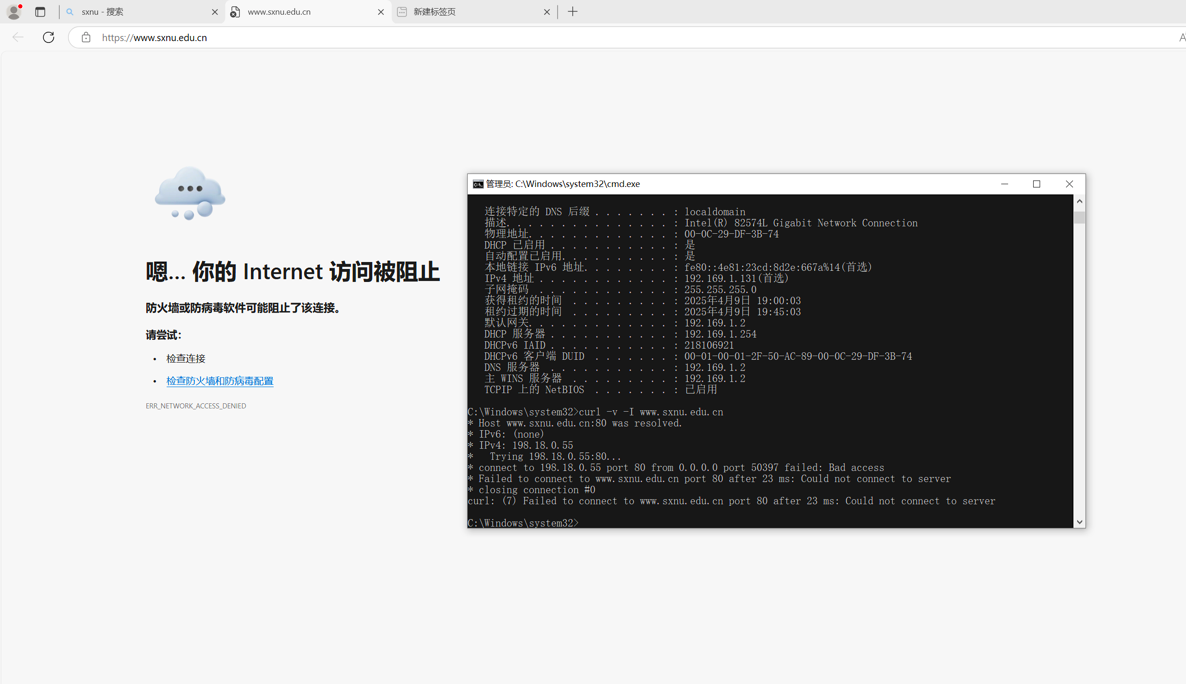 sxnu - 搜索
www.sxnu.edu.cn
新建标签页
https://www.sxnu.edu.cn
嗯… 你的 Internet 访问被阻止
防火墙或防病毒软件可能阻止了该连接。
请尝试：
• 检查连接
• 检查防火墙和防病毒配置
ERR_NETWORK_ACCESS_DENIED
管理员: C:\Windows\system32\cmd.exe
连接特定的 DNS 后缀 . . . . . . . : localdomain
描述. . . . . . . . . . . . . . . : Intel(R) 82574L Gigabit Network Connection
物理地址. . . . . . . . . . . . . : 00-0C-29-DF-3B-74
DHCP 已启用 . . . . . . . . . . . : 是
自动配置已启用. . . . . . . . . . : 是
本地链接 IPv6 地址. . . . . . . . : fe80::4e81:23cd:8d2e:667a%14(首选)
IPv4 地址 . . . . . . . . . . . . : 192.168.1.131(首选)
子网掩码 . . . . . . . . . . . . : 255.255.255.0
获得租约的时间 . . . . . . . . . : 2025年4月9日 19:00:03
租约过期的时间 . . . . . . . . . : 2025年4月9日 19:45:03
默认网关. . . . . . . . . . . . . : 192.169.1.2
DHCP 服务器 . . . . . . . . . . . : 192.169.1.254
DHCPv6 IAID . . . . . . . . . . . : 218106921
DHCPv6 客户端 DUID . . . . . . . : 00-01-00-01-2F-50-AC-89-00-0C-29-DF-3B-74
DNS 服务器 . . . . . . . . . . . : 192.169.1.2
主 WINS 服务器 . . . . . . . . . : 192.169.1.2
TCPIP 上的 NetBIOS . . . . . . . : 已启用
C:\Windows\system32>curl -v -I www.sxnu.edu.cn
* Host www.sxnu.edu.cn:80 was resolved.
* IPv6: (none)
* IPv4: 198.18.0.55
*   Trying 198.18.0.55:80...
* connect to 198.18.0.55 port 80 from 0.0.0.0 port 50397 failed: Bad access
* Failed to connect to www.sxnu.edu.cn port 80 after 23 ms: Could not connect to server
* closing connection #0
curl: (7) Failed to connect to www.sxnu.edu.cn port 80 after 23 ms: Could not connect to server
C:\Windows\system32>